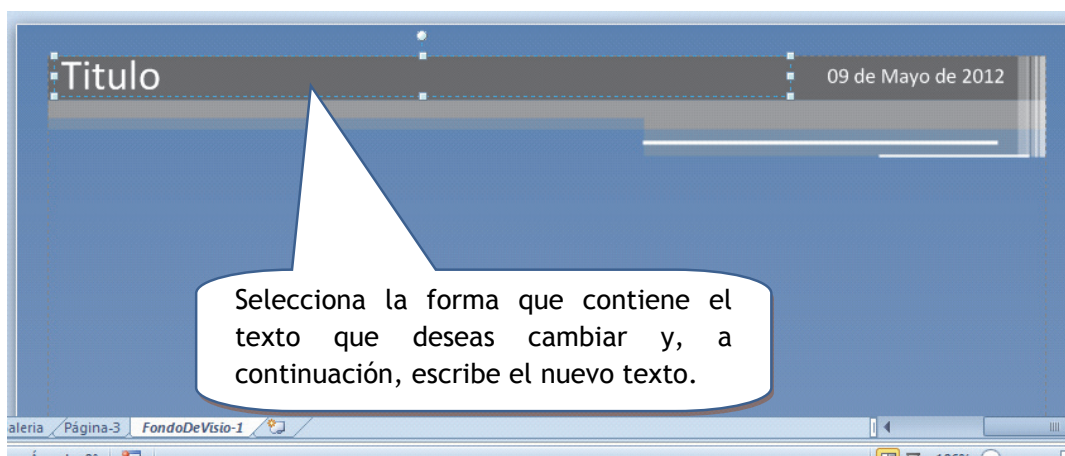 Titulo
09 de Mayo de 2012
Selecciona la forma que contiene el
texto que deseas cambiar y, a
continuación, escribe el nuevo texto.
aleria Página-3 FondoDeVisio-1